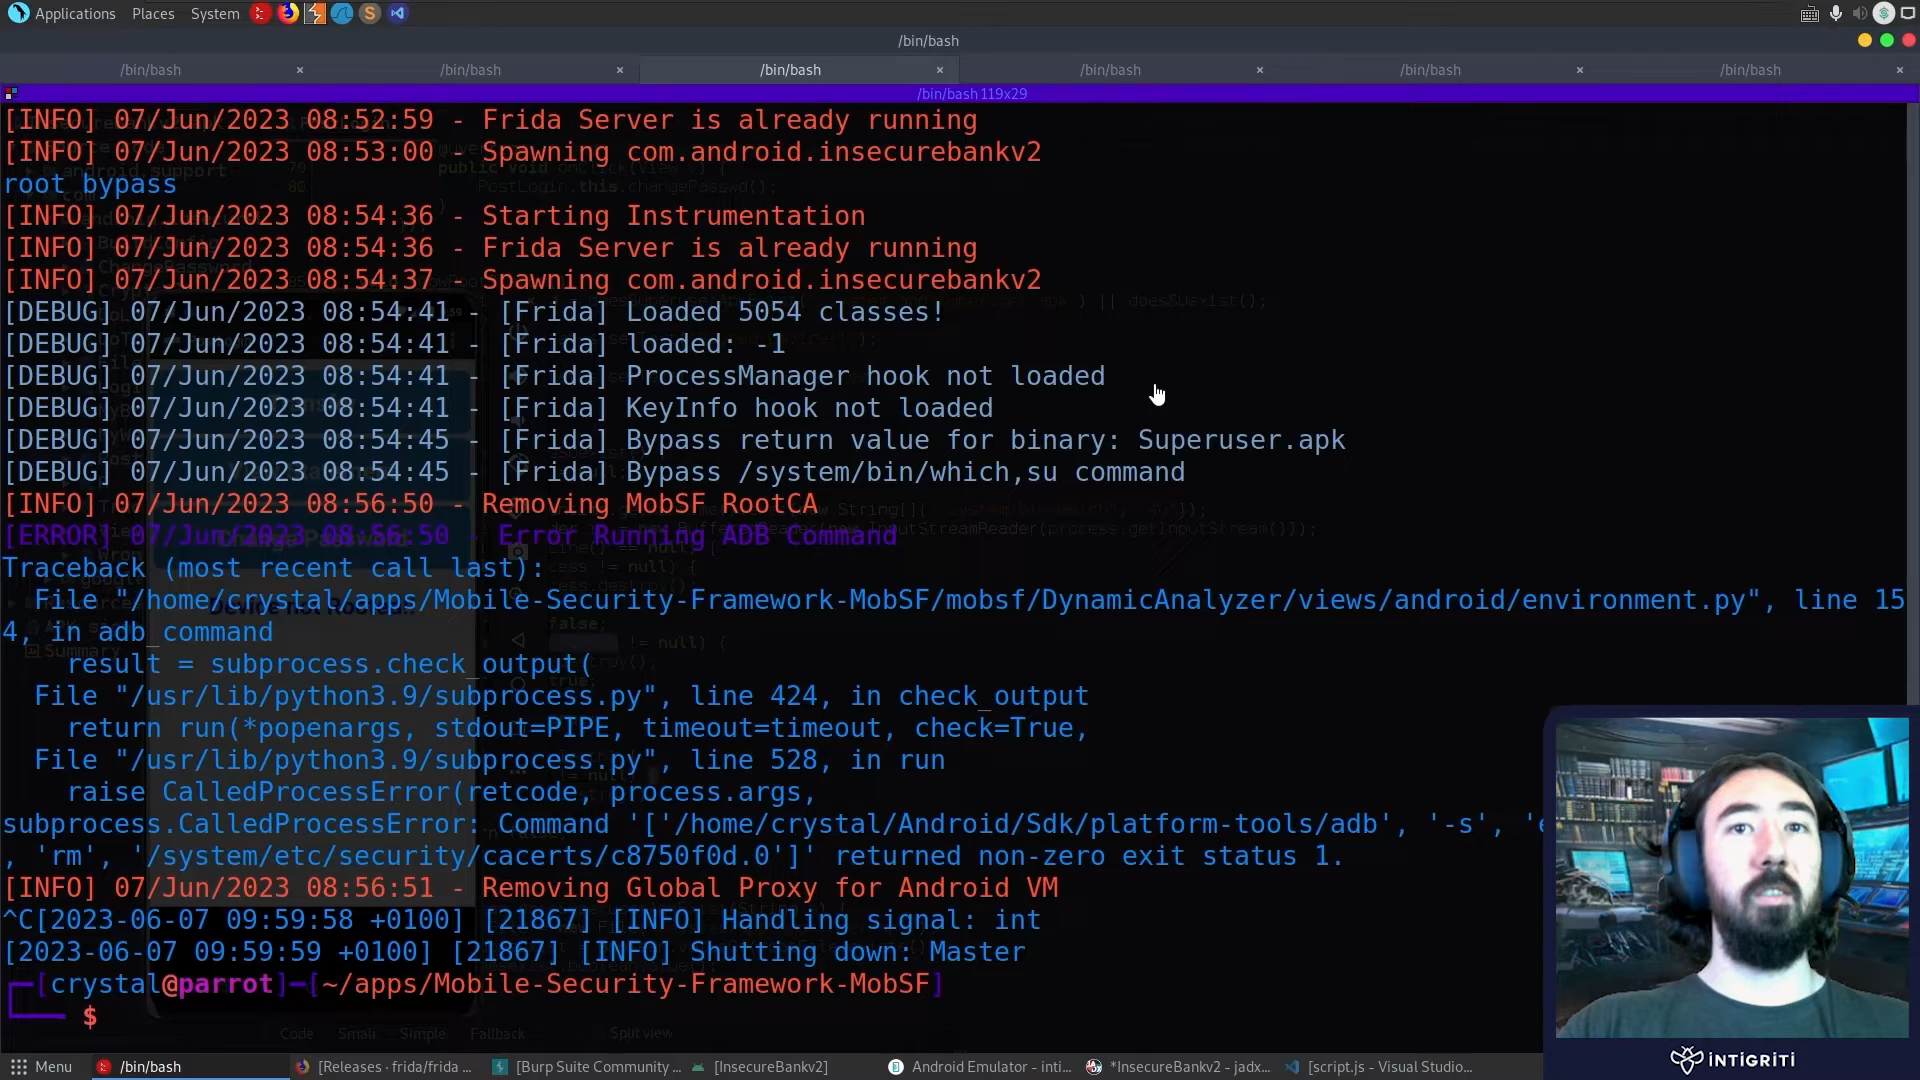 Applications Places System
/bin/bash
/bin/bash × /bin/bash × /bin/bash × /bin/bash × /bin/bash × /bin/bash ×
/bin/bash 119x29
[INFO] 07/Jun/2023 08:52:59 - Frida Server is already running
[INFO] 07/Jun/2023 08:53:00 - Spawning com.android.insecurebankv2
root bypass
[INFO] 07/Jun/2023 08:54:36 - Starting Instrumentation
[INFO] 07/Jun/2023 08:54:36 - Frida Server is already running
[INFO] 07/Jun/2023 08:54:37 - Spawning com.android.insecurebankv2
[DEBUG] 07/Jun/2023 08:54:41 - [Frida] Loaded 5054 classes!
[DEBUG] 07/Jun/2023 08:54:41 - [Frida] loaded: -1
[DEBUG] 07/Jun/2023 08:54:41 - [Frida] ProcessManager hook not loaded
[DEBUG] 07/Jun/2023 08:54:41 - [Frida] KeyInfo hook not loaded
[DEBUG] 07/Jun/2023 08:54:45 - [Frida] Bypass return value for binary: Superuser.apk
[DEBUG] 07/Jun/2023 08:54:45 - [Frida] Bypass /system/bin/which,su command
[INFO] 07/Jun/2023 08:56:50 - Removing MobSF RootCA
[ERROR] 07/Jun/2023 08:56:50 - Error Running ADB Command
Traceback (most recent call last):
File "/home/crystal/apps/Mobile-Security-Framework-MobSF/mobsf/DynamicAnalyzer/views/android/environment.py", line 15
4, in adb_command
result = subprocess.check_output(
File "/usr/lib/python3.9/subprocess.py", line 424, in check_output
return run(*popenargs, stdout=PIPE, timeout=timeout, check=True,
File "/usr/lib/python3.9/subprocess.py", line 528, in run
raise CalledProcessError(retcode, process.args,
subprocess.CalledProcessError: Command '['/home/crystal/Android/Sdk/platform-tools/adb', '-s', '
, 'rm', '/system/etc/security/cacerts/c8750f0d.0']' returned non-zero exit status 1.
[INFO] 07/Jun/2023 08:56:51 - Removing Global Proxy for Android VM
^C[2023-06-07 09:59:58 +0100] [21867] [INFO] Handling signal: int
[2023-06-07 09:59:59 +0100] [21867] [INFO] Shutting down: Master
[crystal@parrot]-[~/apps/Mobile-Security-Framework-MobSF]
$
Code Smali Simple Fallback Split view
INTIGRITI
Menu /bin/bash [Releases · frida/frida ... [Burp Suite Community ... [InsecureBankv2] Android Emulator - inti... *InsecureBankv2 - jadx... [script.js - Visual Studio...